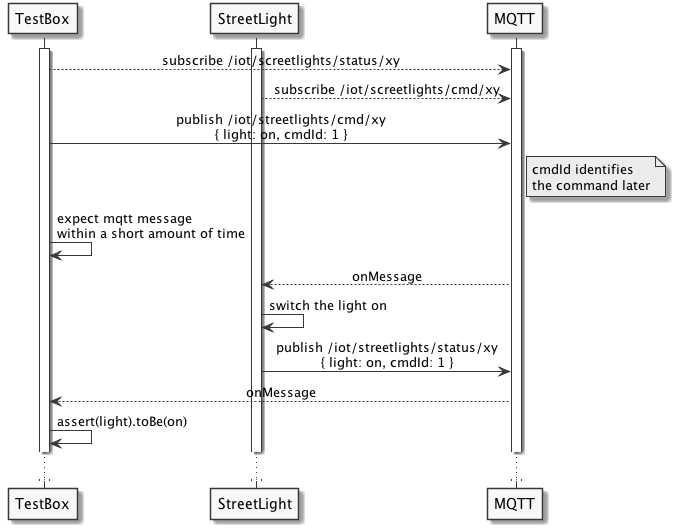 TestBox
StreetLight
MQTT
subscribe /iot/screetlights/status/xy
subscribe /iot/screetlights/cmd/xy
publish /iot/streetlights/cmd/xy
{ light: on, cmdId: 1 }
cmdId identifies
the command later
expect mqtt message
within a short amount of time
onMessage
switch the light on
publish /iot/streetlights/status/xy
{ light: on, cmdId: 1 }
onMessage
assert(light).toBe(on)
TestBox
StreetLight
MQTT